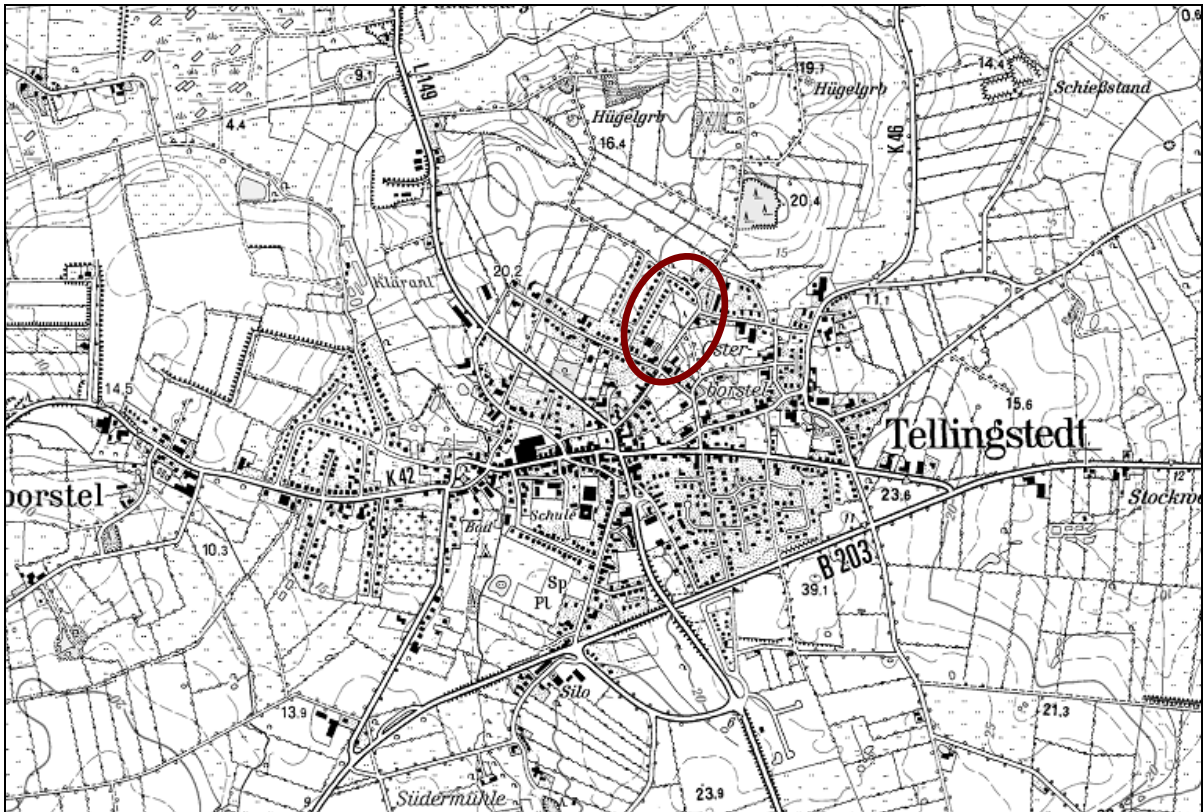 0.9
L 149
9.1
19.1
Hügelgrb
14.4
Schießstand
Hügelgrb
4.4
16.4
K 46
20.4
15
20.2
Kläranl
11.1
Oster
borstel
14.5
15.6
Tellingstedt
borstel
K 42
23.6
12
Bad
Schule
10.3
B 203
39.1
Sp
Pl
Silo
13.9
21.3
Südermühle
23.9